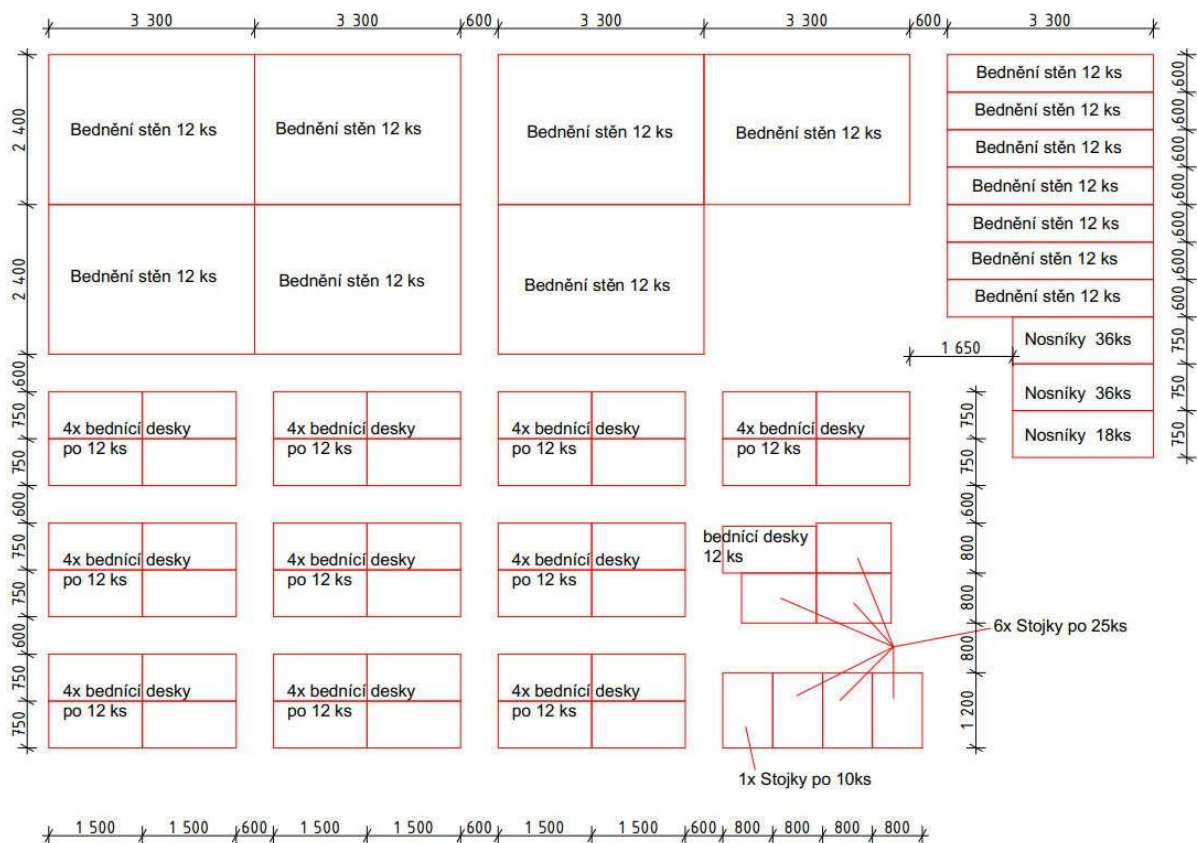 3 300
3 300
600
3 300
3 300
600
3 300
2 400
2 400
600
750
750
600
750
750
600
750
750
Bednění stěn 12 ks
Bednění stěn 12 ks
Bednění stěn 12 ks
Bednění stěn 12 ks
Bednění stěn 12 ks
Bednění stěn 12 ks
Bednění stěn 12 ks
Bednění stěn 12 ks
Bednění stěn 12 ks
Bednění stěn 12 ks
Bednění stěn 12 ks
Bednění stěn 12 ks
Bednění stěn 12 ks
Bednění stěn 12 ks
Nosníky 36ks
Nosníky 36ks
Nosníky 18ks
600
600
600
600
600
600
600
750
750
750
1 650
4x bednící desky
po 12 ks
4x bednící desky
po 12 ks
4x bednící desky
po 12 ks
4x bednící desky
po 12 ks
4x bednící desky
po 12 ks
4x bednící desky
po 12 ks
4x bednící desky
po 12 ks
bednící desky
12 ks
4x bednící desky
po 12 ks
4x bednící desky
po 12 ks
4x bednící desky
po 12 ks
750
750
600
800
800
800
1 200
6x Stojky po 25ks
1x Stojky po 10ks
1 500
1 500
600
1 500
1 500
600
1 500
1 500
600
800
800
800
800